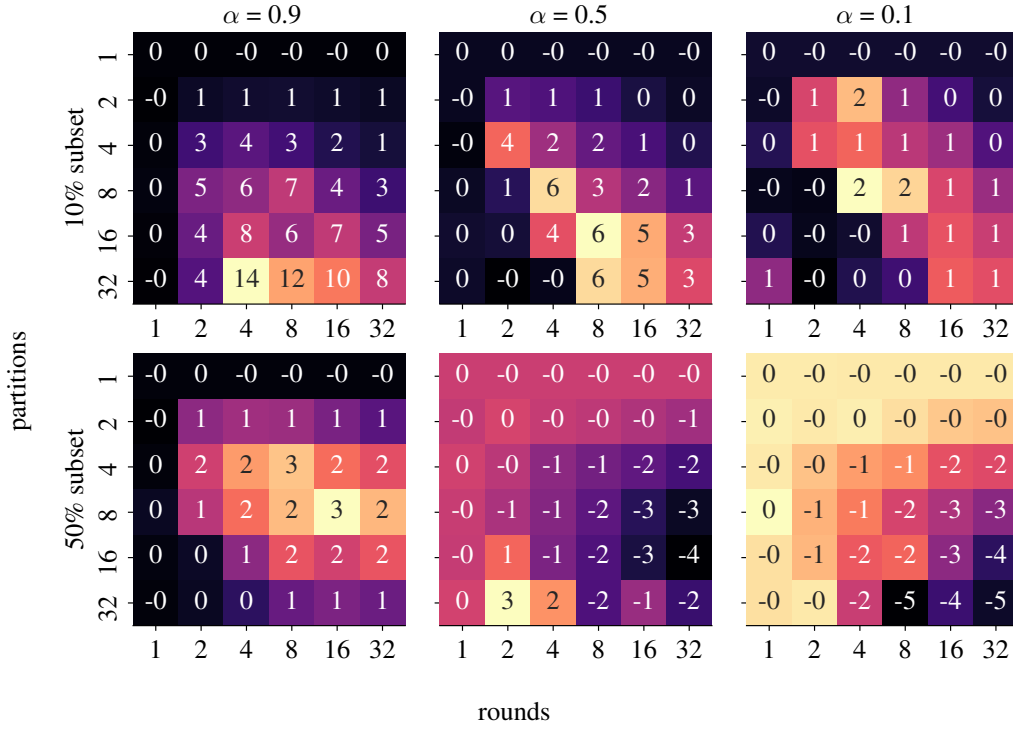 α = 0.9 α = 0.5 α = 0.1
10% subset
1 0 0 -0 -0 -0 0 0 0 -0 -0 -0 -0 0 -0 -0 -0 -0 -0
2 -0 1 1 1 1 1 -0 1 1 1 0 0 -0 1 2 1 0 0
4 0 3 4 3 2 1 -0 4 2 2 1 0 0 1 1 1 1 0
8 0 5 6 7 4 3 0 1 6 3 2 1 -0 -0 2 2 1 1
16 0 4 8 6 7 5 0 0 4 6 5 3 0 -0 -0 1 1 1
32 -0 4 14 12 10 8 0 -0 -0 6 5 3 1 -0 0 0 1 1
1 2 4 8 16 32 1 2 4 8 16 32 1 2 4 8 16 32
partitions
50% subset
1 -0 0 -0 -0 -0 -0 0 -0 -0 -0 -0 -0 0 -0 -0 -0 -0 -0
2 -0 1 1 1 1 1 -0 0 -0 -0 -0 -1 0 -0 0 -0 -0 -0
4 0 2 2 3 2 2 0 -0 -1 -1 -2 -2 -0 -0 -1 -1 -2 -2
8 0 1 2 2 3 2 -0 -1 -1 -2 -3 -3 0 -1 -1 -2 -3 -3
16 0 0 1 2 2 2 -0 1 -1 -2 -3 -4 -0 -1 -2 -2 -3 -4
32 -0 0 0 1 1 1 0 3 2 -2 -1 -2 -0 -0 -2 -5 -4 -5
1 2 4 8 16 32 1 2 4 8 16 32 1 2 4 8 16 32
rounds